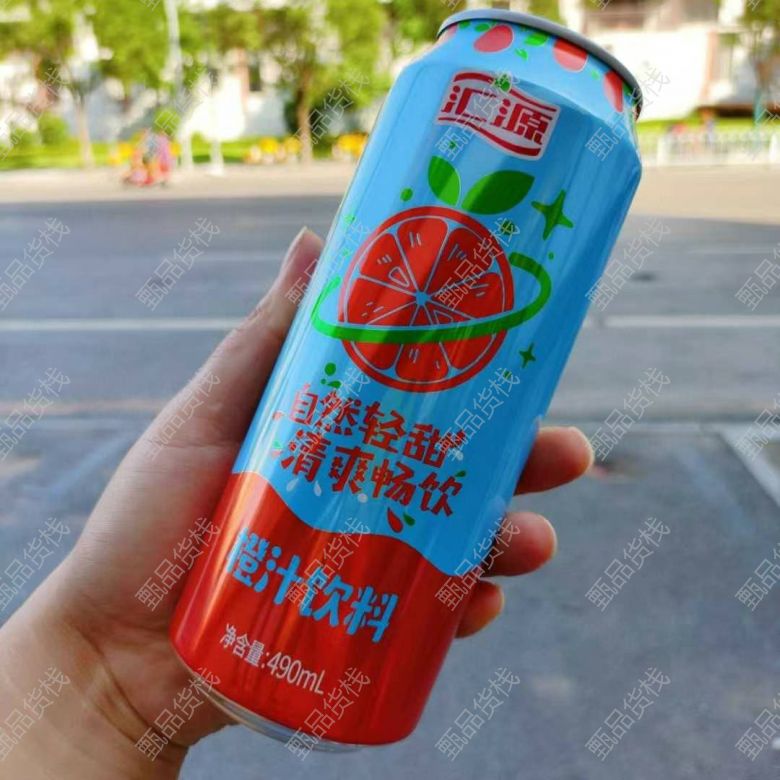 汇源
自然轻甜
清爽畅饮
橙汁饮料
净含量:490mL
甄品货栈